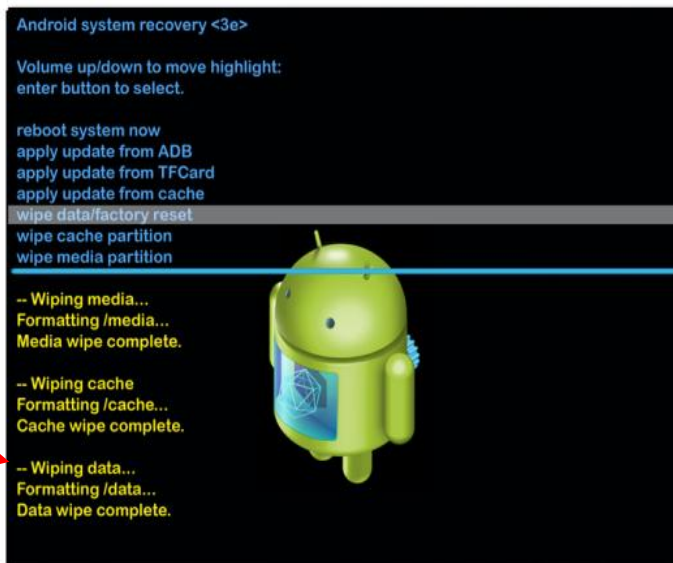 Android system recovery <3e>
Volume up/down to move highlight:
enter button to select.
reboot system now
apply update from ADB
apply update from TFCard
apply update from cache
wipe data/factory reset
wipe cache partition
wipe media partition
-- Wiping media...
Formatting /media...
Media wipe complete.
-- Wiping cache
Formatting /cache...
Cache wipe complete.
-- Wiping data...
Formatting /data...
Data wipe complete.